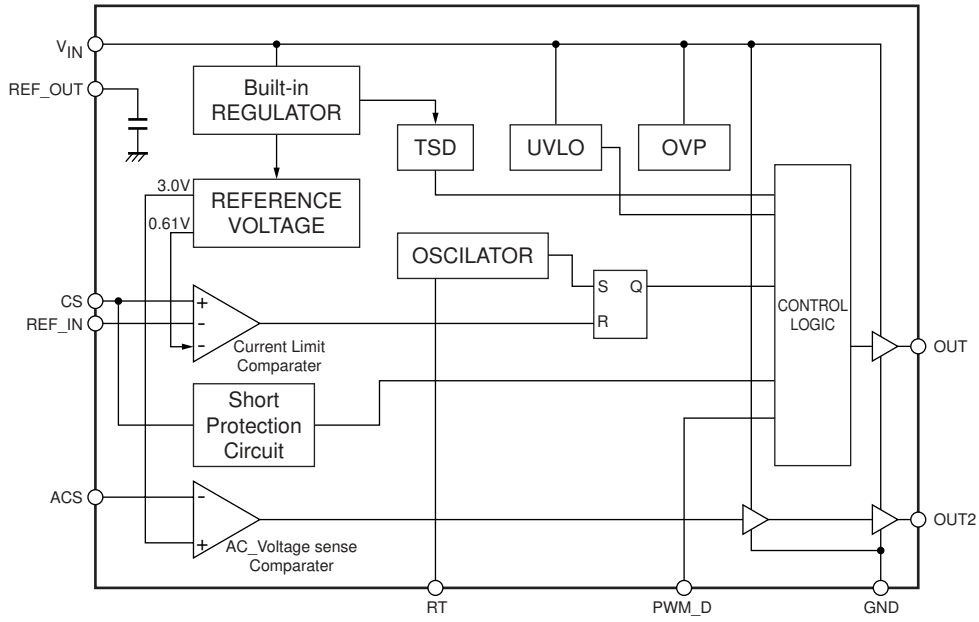 VIN
REF_OUT
Built-in
REGULATOR
TSD
UVLO
OVP
3.0V
REFERENCE
VOLTAGE
0.61V
OSCILATOR
CS
REF_IN
+
-
-
Current Limit
Comparater
S
Q
R
CONTROL
LOGIC
OUT
Short
Protection
Circuit
ACS
-
+
AC_Voltage sense
Comparater
OUT2
RT
PWM_D
GND